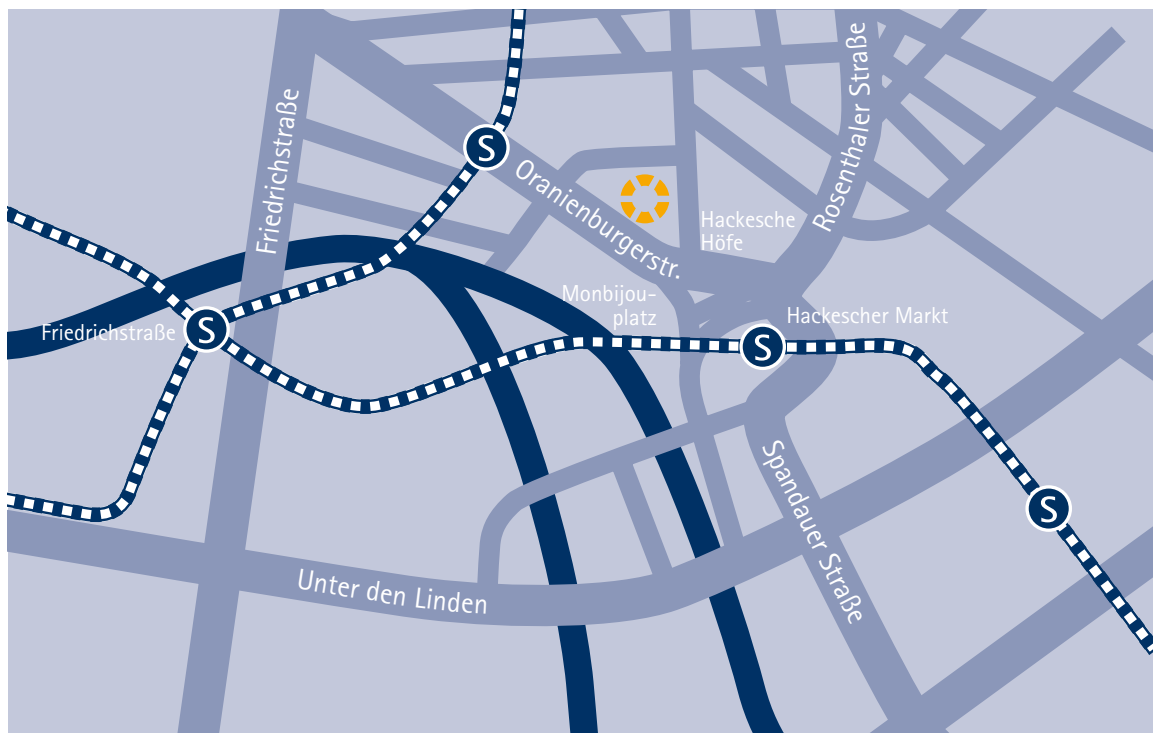 S
Oranienburgerstr.
Friedrichstraße
Rosenthaler Straße
Hackesche
Höfe
Monbijou-
platz
Friedrichstraße
S
Hackescher Markt
S
Spandauer Straße
S
Unter den Linden